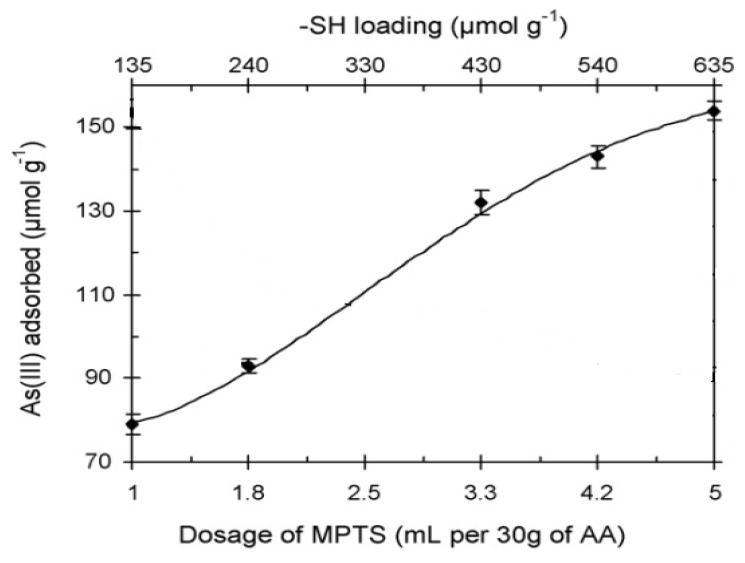 -SH loading (µmol g⁻¹)
135 240 330 430 540 635
As(III) adsorbed (µmol g⁻¹)
150
130
110
90
70
1 1.8 2.5 3.3 4.2 5
Dosage of MPTS (mL per 30g of AA)